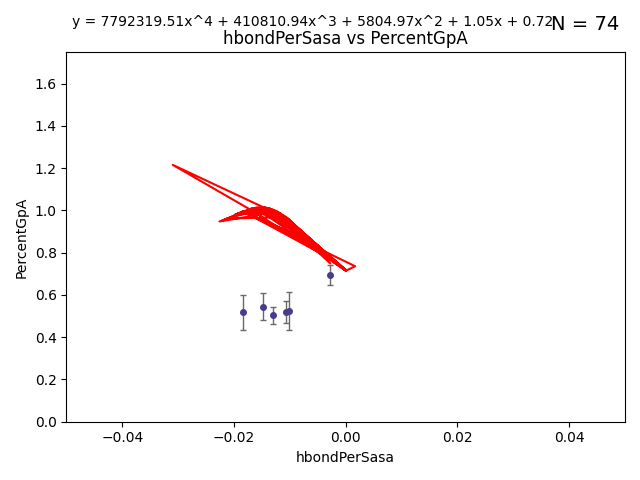 y = 7792319.51x^4 + 410810.94x^3 + 5804.97x^2 + 1.05x + 0.72
N = 74
hbondPerSasa vs PercentGpA
1.6
1.4
1.2
1.0
0.8
0.6
0.4
0.2
0.0
PercentGpA
−0.04 −0.02 0.00 0.02 0.04
hbondPerSasa